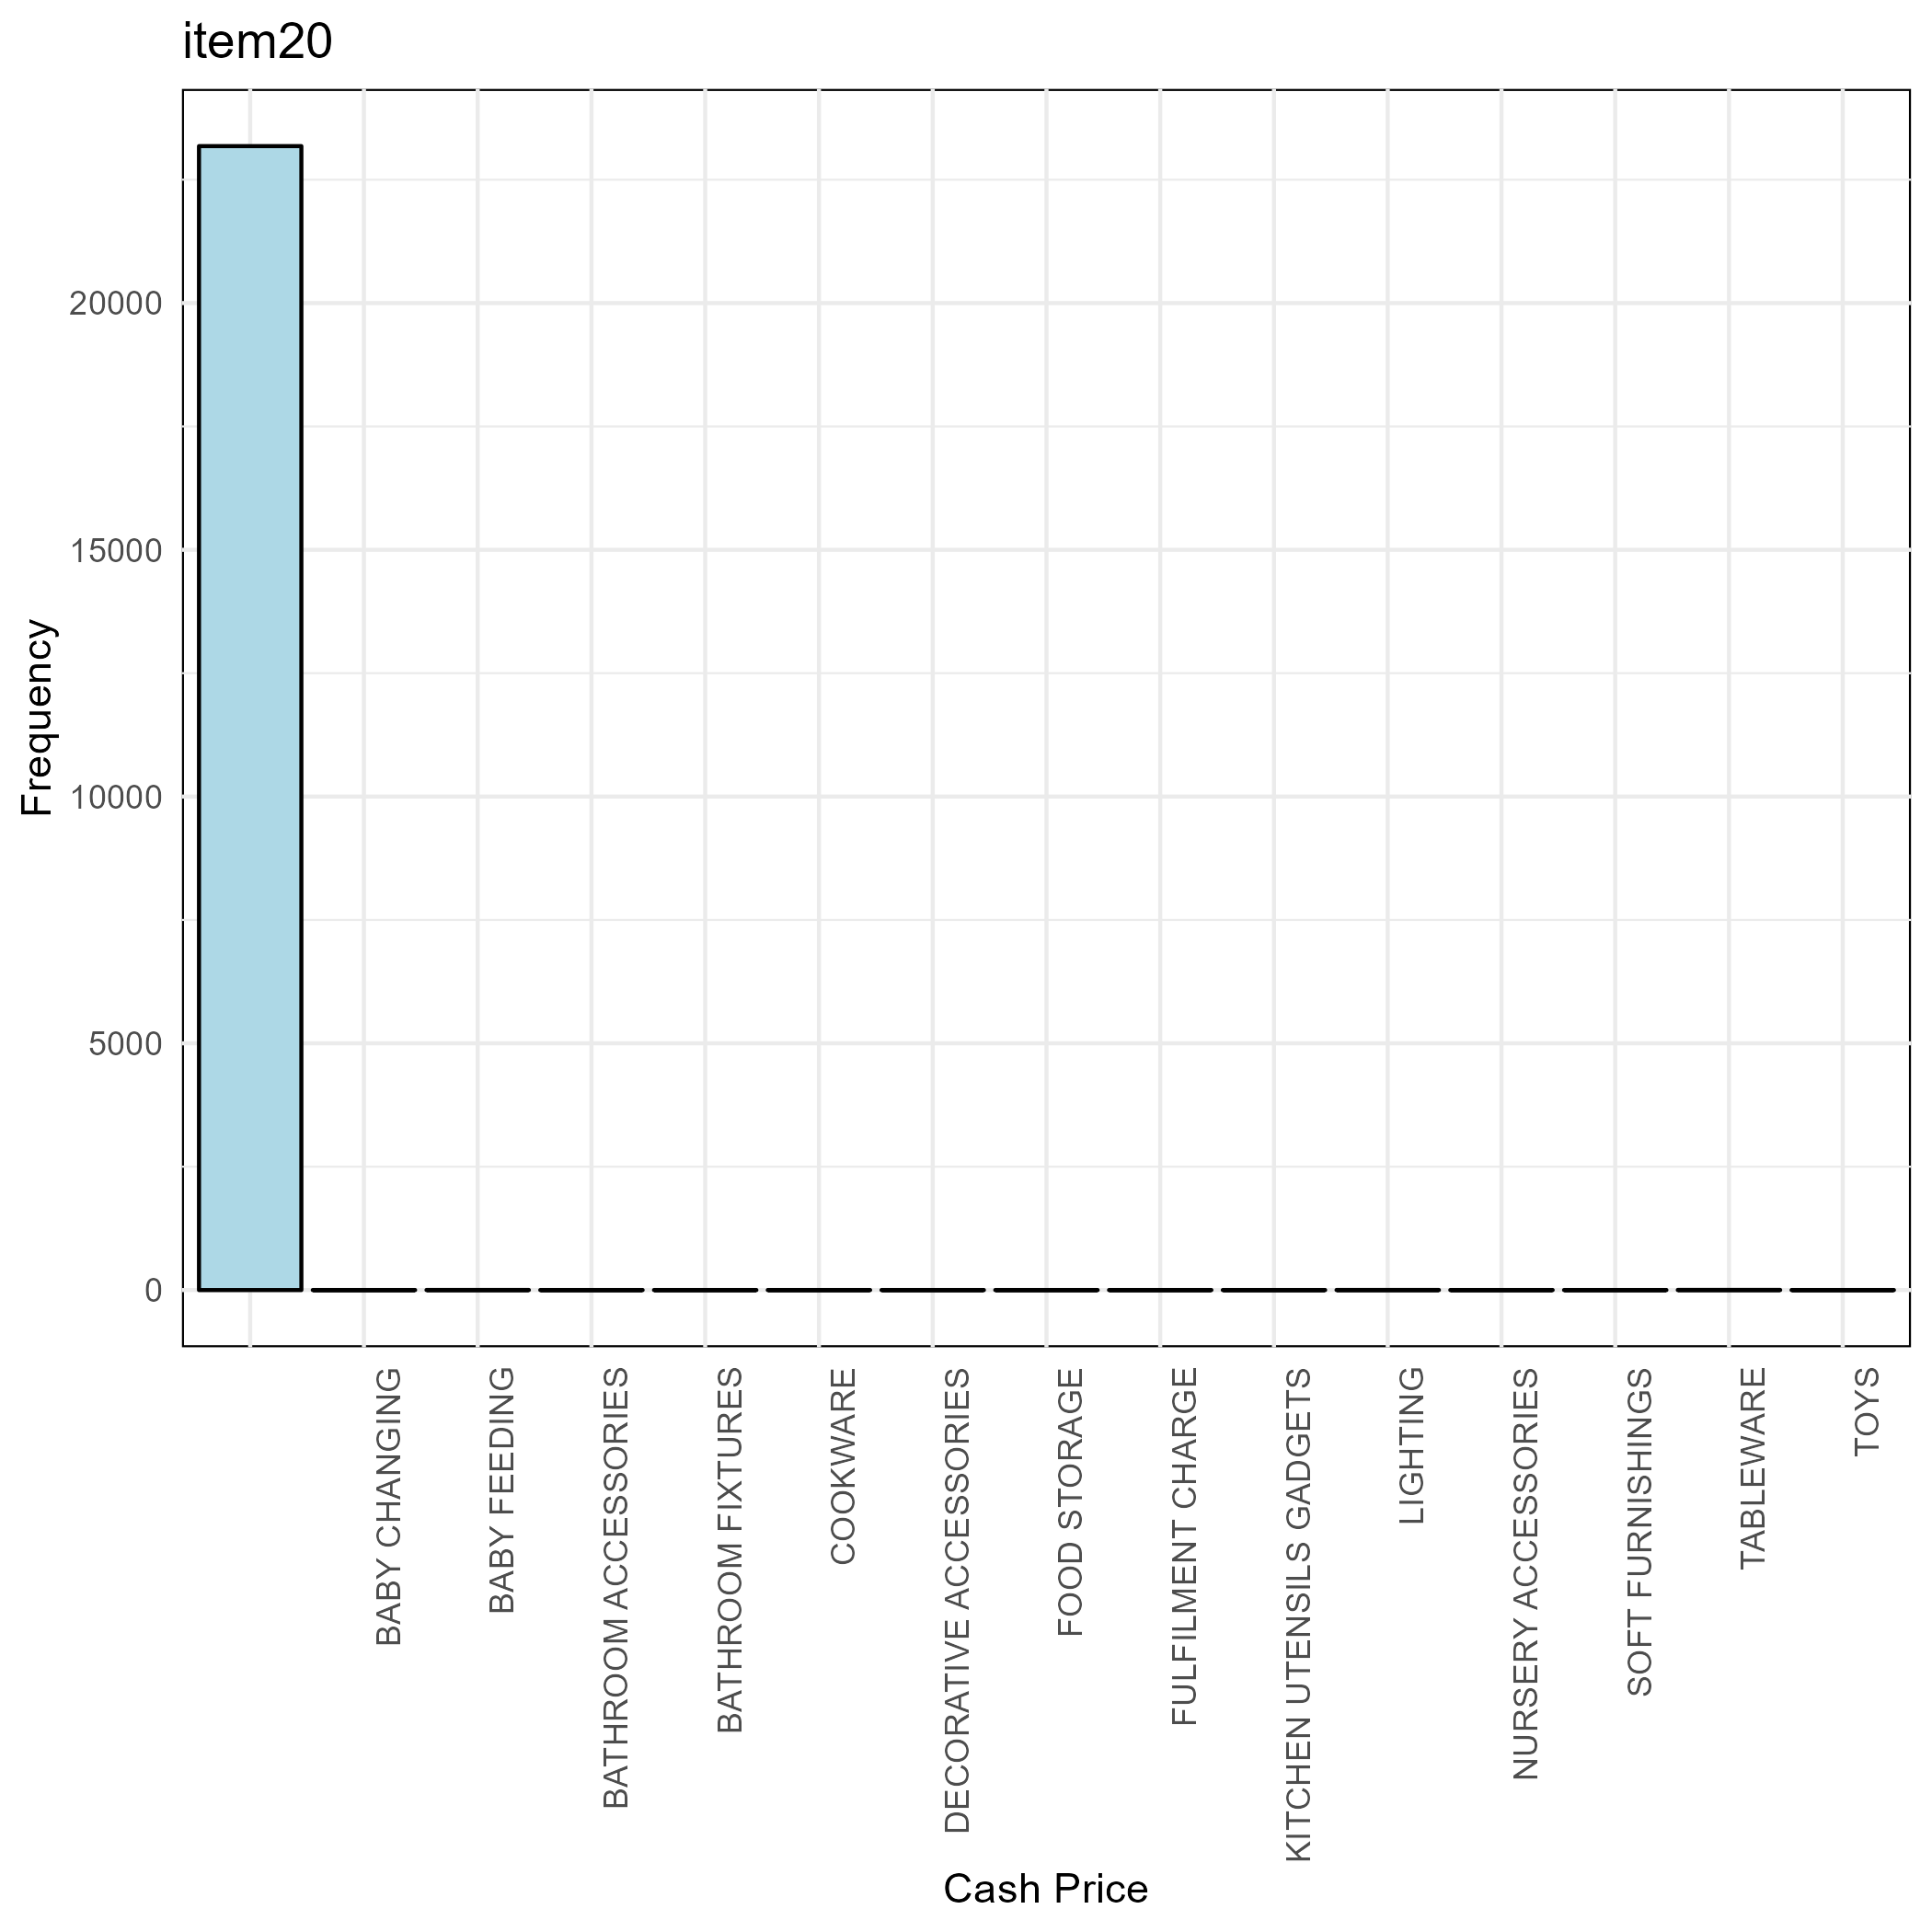 item20
Frequency
20000
15000
10000
5000
0
BABY CHANGING
BABY FEEDING
BATHROOM ACCESSORIES
BATHROOM FIXTURES
COOKWARE
DECORATIVE ACCESSORIES
FOOD STORAGE
FULFILMENT CHARGE
KITCHEN UTENSILS GADGETS
LIGHTING
NURSERY ACCESSORIES
SOFT FURNISHINGS
TABLEWARE
TOYS
Cash Price